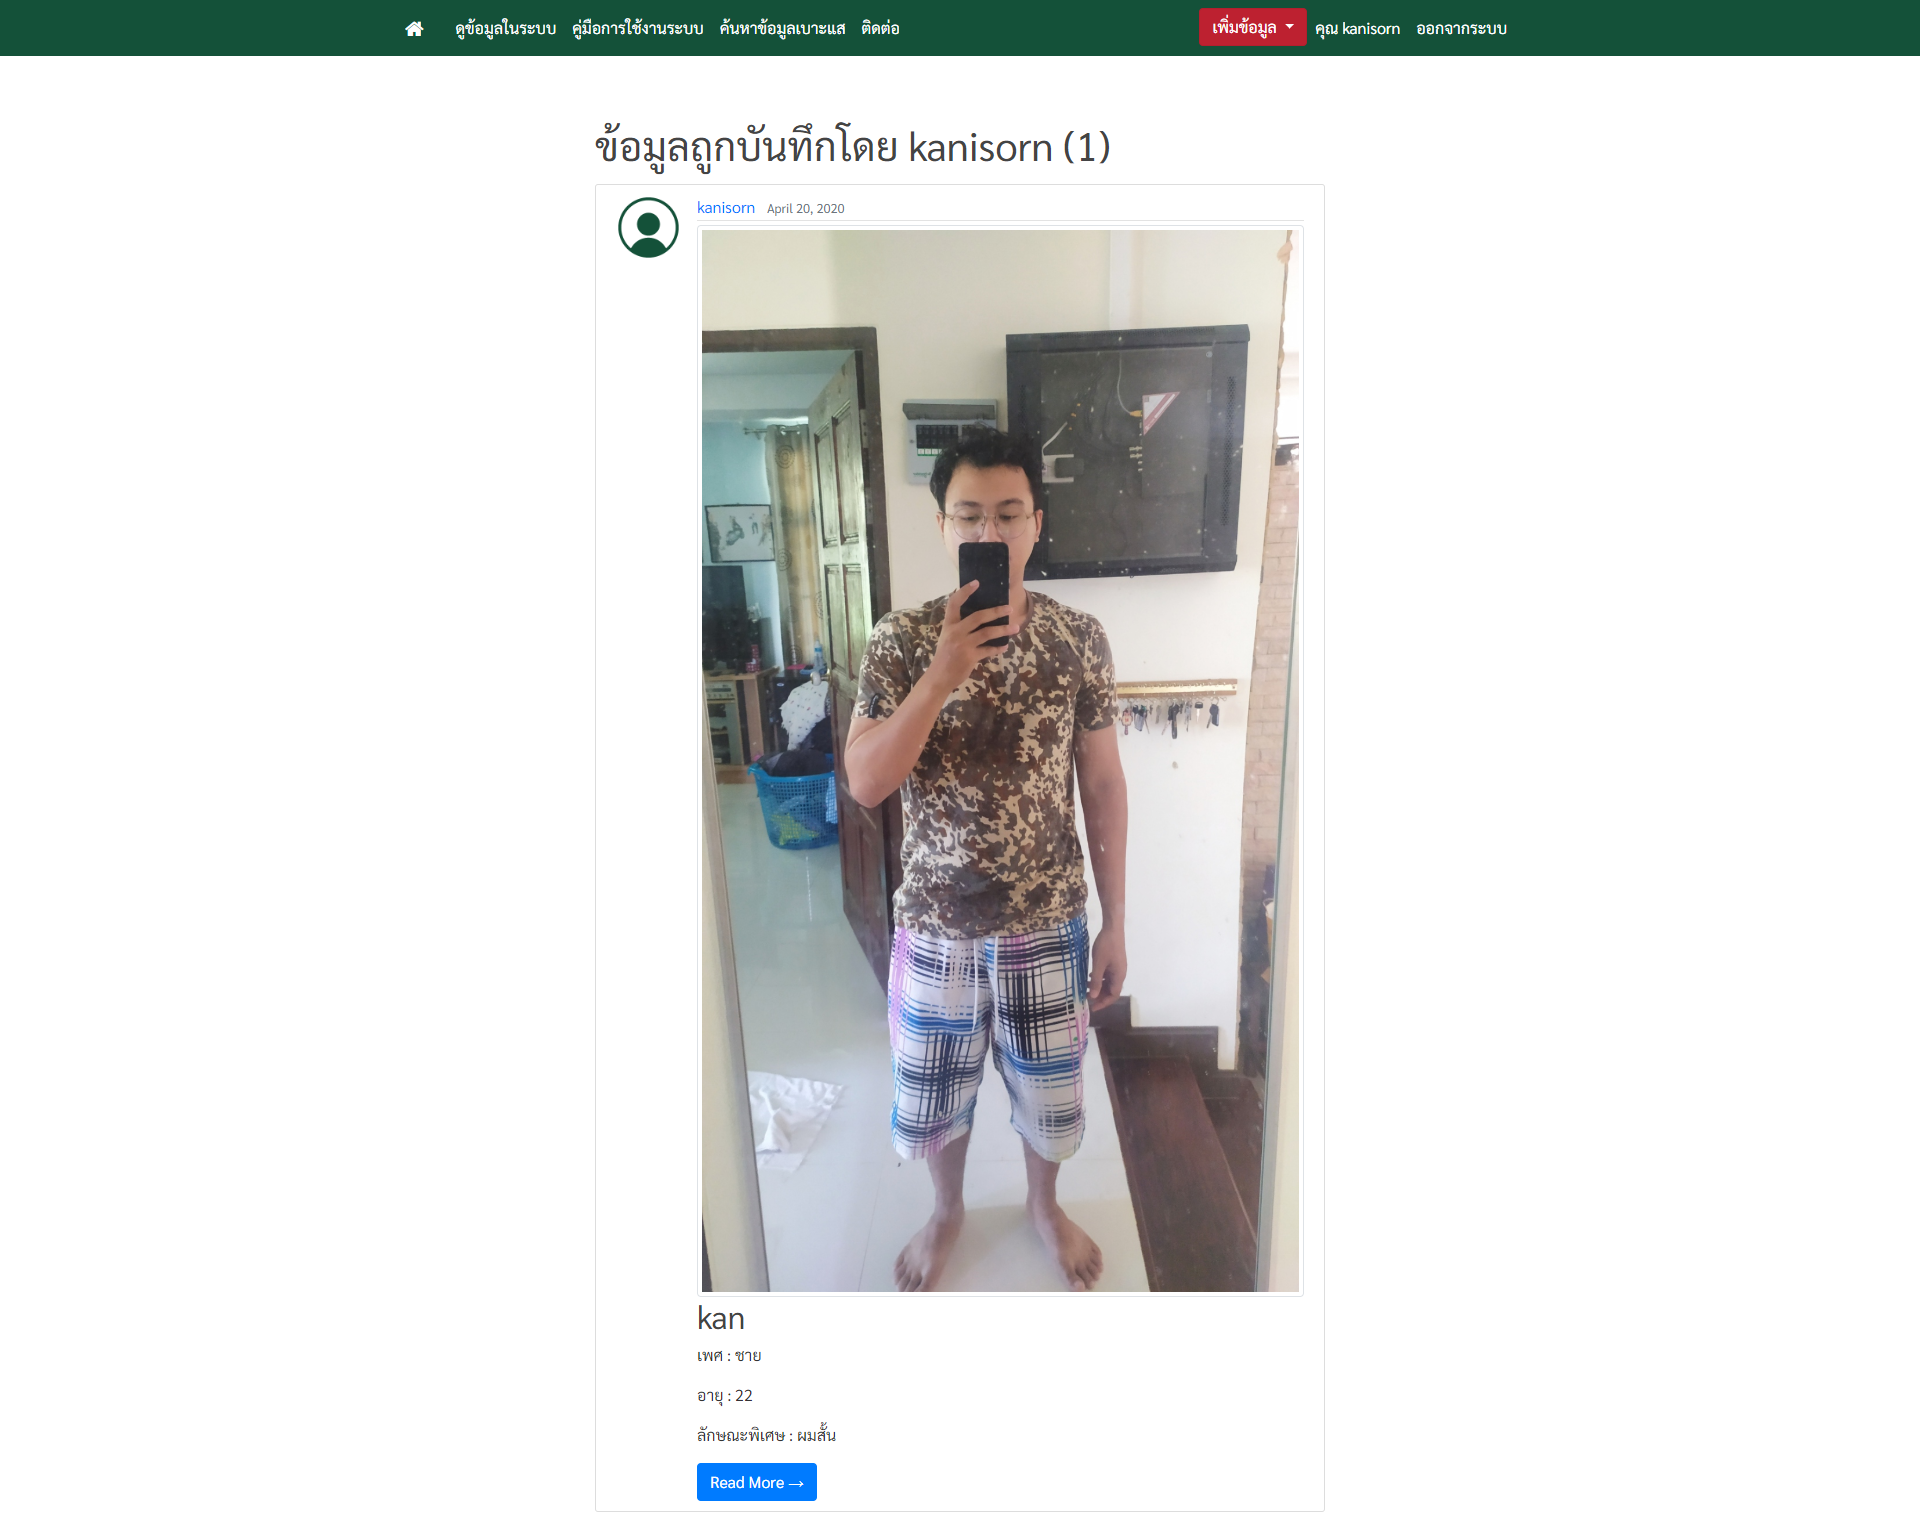 ดูข้อมูลในระบบ คู่มือการใช้งานระบบ ค้นหาข้อมูลเบาะแส ติดต่อ เพิ่มข้อมูล คุณ kanisorn ออกจากระบบ
ข้อมูลถูกบันทึกโดย kanisorn (1)
kanisorn April 20, 2020
kan
เพศ : ชาย
อายุ : 22
ลักษณะพิเศษ : ผมสั้น
Read More →